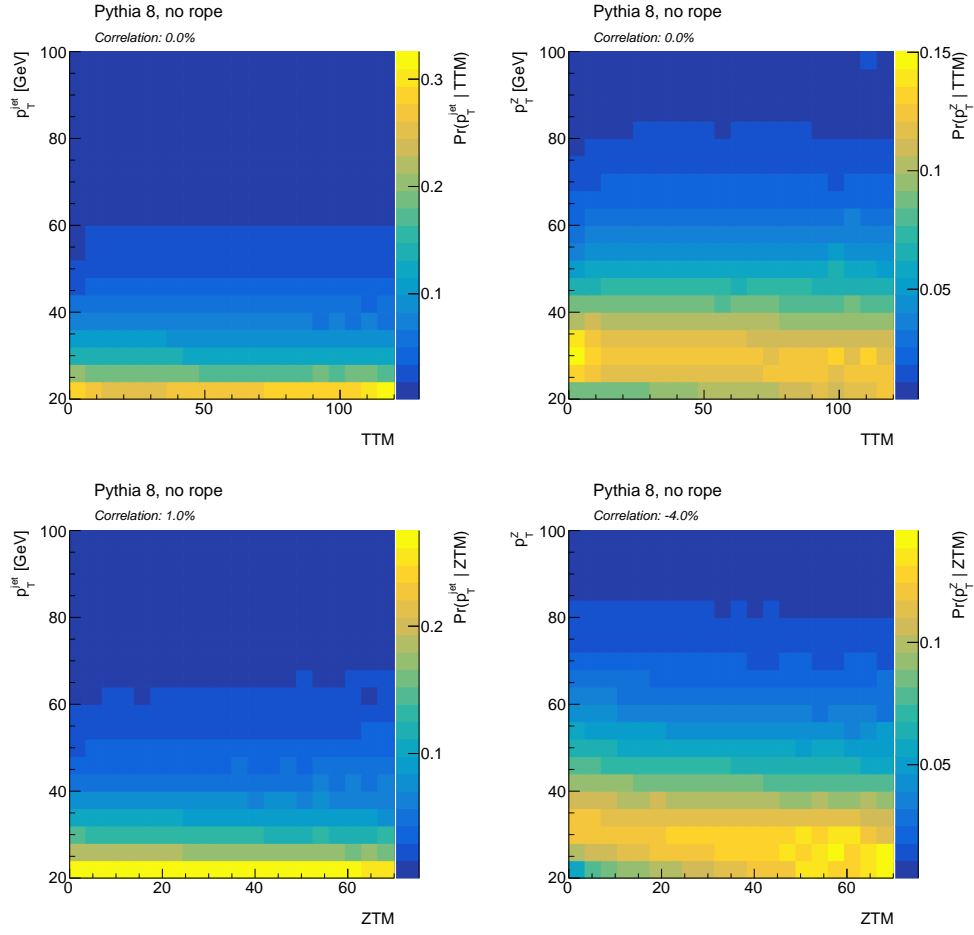 Pythia 8, no rope
Correlation: 0.0%
p_T^jet [GeV]
100
80
60
40
20
0
50
100
TTM
0.3
0.2
0.1
Pr(p_T^jet | TTM)
Pythia 8, no rope
Correlation: 0.0%
p_T^Z [GeV]
100
80
60
40
20
0
50
100
TTM
0.15
0.1
0.05
Pr(p_T^Z | TTM)
Pythia 8, no rope
Correlation: 1.0%
p_T^jet [GeV]
100
80
60
40
20
0
20
40
60
ZTM
0.2
0.1
Pr(p_T^jet | ZTM)
Pythia 8, no rope
Correlation: -4.0%
p_T^Z
100
80
60
40
20
0
20
40
60
ZTM
0.1
0.05
Pr(p_T^Z | ZTM)